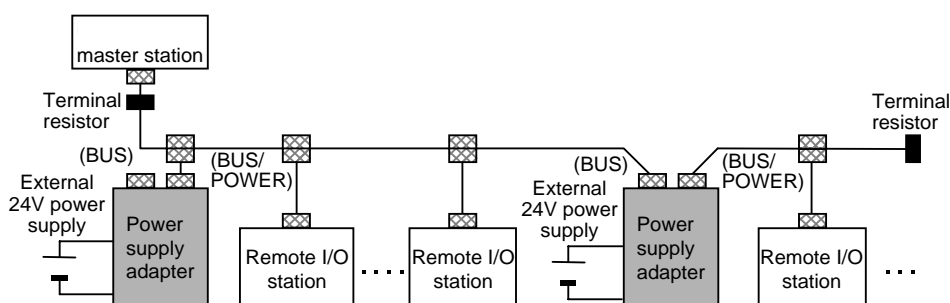 master station
Terminal
resistor
Terminal
resistor
(BUS)
(BUS/
POWER)
(BUS)
(BUS/
POWER)
External
24V power
supply
Power
supply
adapter
Remote I/O
station
....
Remote I/O
station
External
24V power
supply
Power
supply
adapter
Remote I/O
station
...